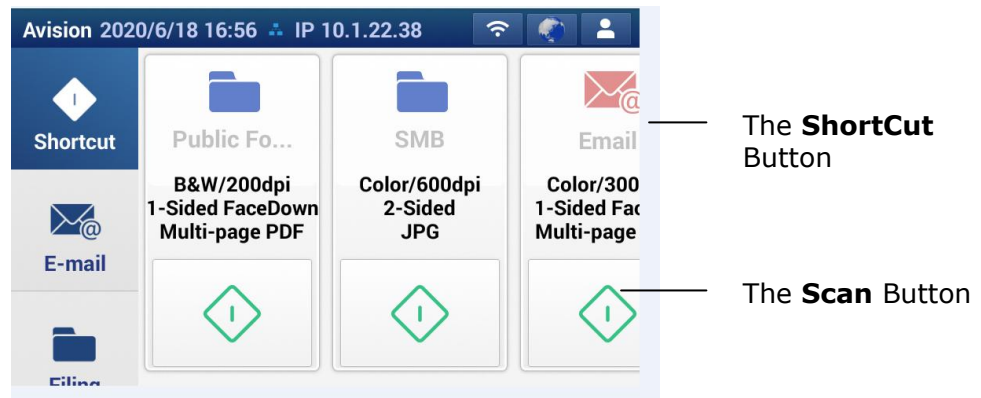 Avision 2020/6/18 16:56 IP 10.1.22.38
Shortcut
E-mail
Filing
Public Fo...
B&W/200dpi
1-Sided FaceDown
Multi-page PDF
SMB
Color/600dpi
2-Sided
JPG
Email
Color/300
1-Sided Fac
Multi-page
The ShortCut
Button
The Scan Button